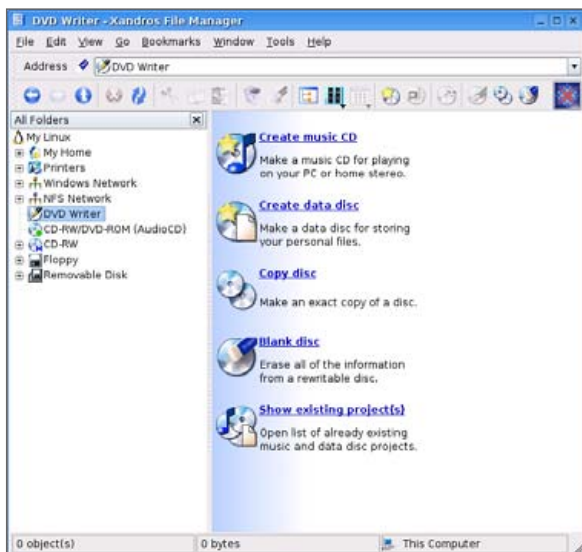 DVD Writer - Xandros File Manager
File Edit View Go Bookmarks Window Tools Help
Address DVD Writer
All Folders
My Linux
My Home
Printers
Windows Network
NFS Network
DVD Writer
CD-RW/DVD-ROM (AudioCD)
CD-RW
Floppy
Removable Disk
Create music CD
Make a music CD for playing
on your PC or home stereo.
Create data disc
Make a data disc for storing
your personal files.
Copy disc
Make an exact copy of a disc.
Blank disc
Erase all of the information
from a rewritable disc.
Show existing project(s)
Open list of already existing
music and data disc projects.
0 object(s) 0 bytes This Computer